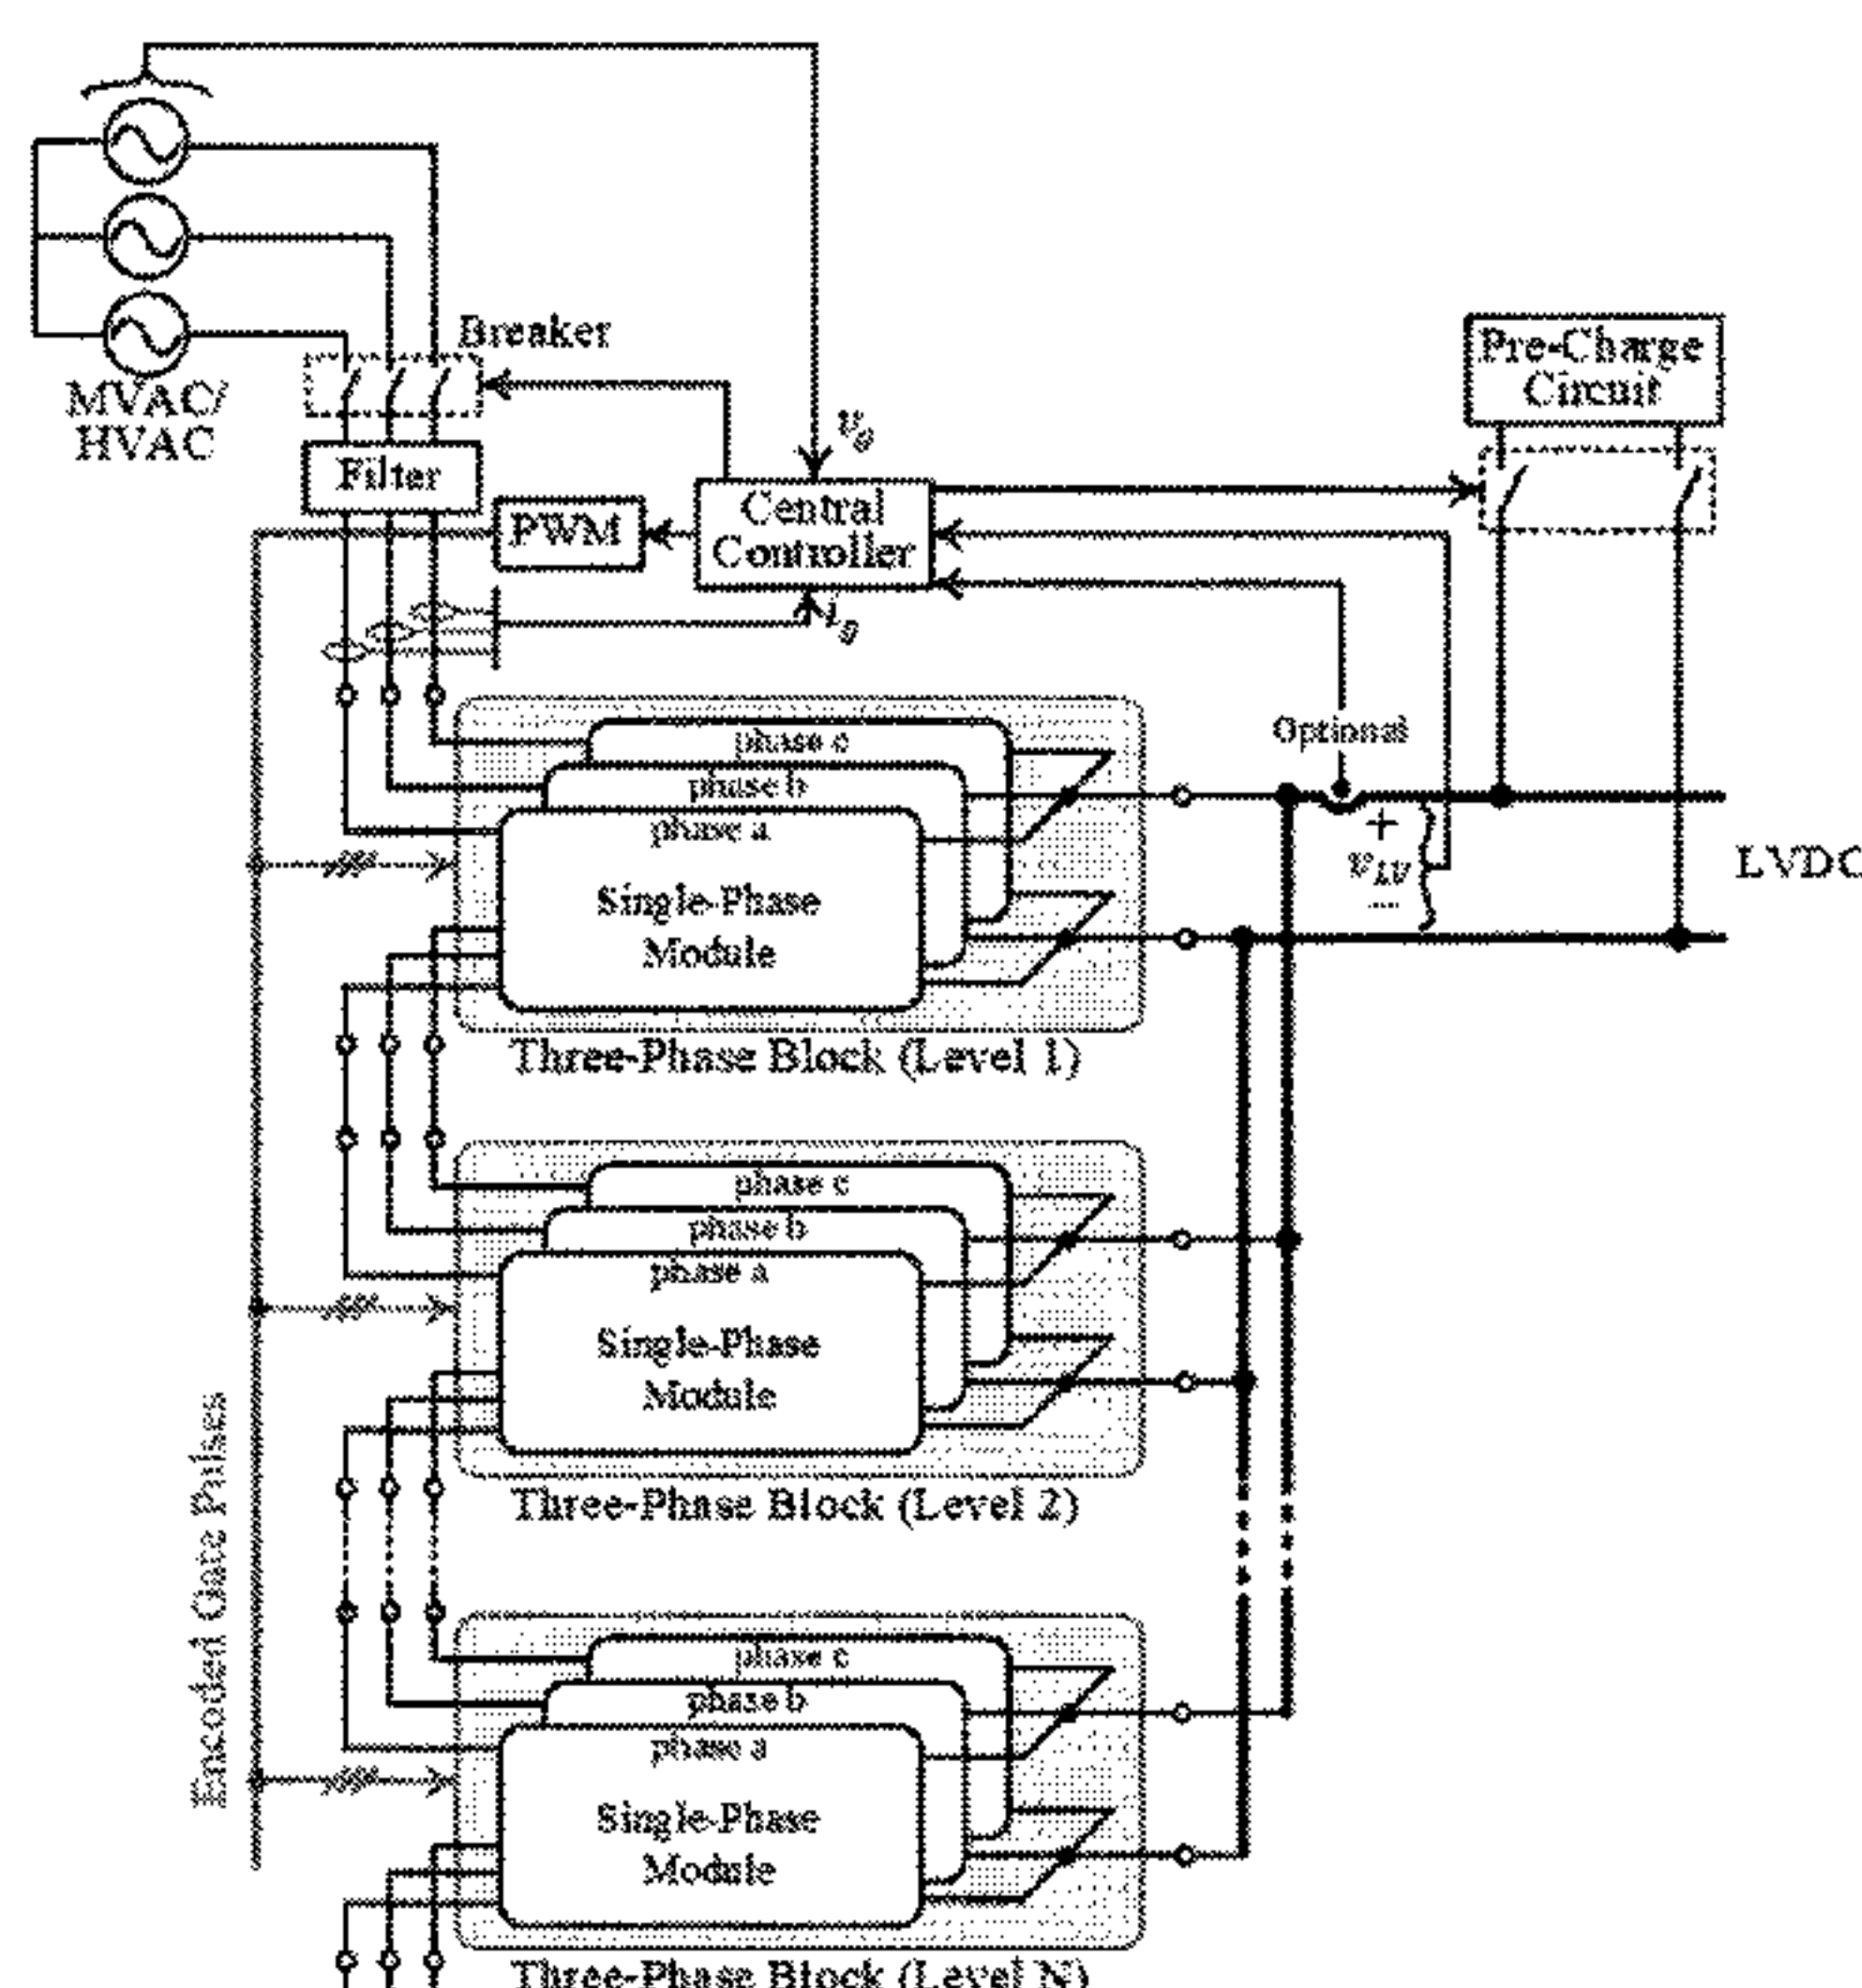 Breaker
MVAC/
HVAC
Filter
PWM
Central
Controller
v_g
i_g
Pre-Charge
Circuit
Optional
+
v_LV
LVDC
phase c
phase b
phase a
Single-Phase
Module
Three-Phase Block (Level 1)
phase c
phase b
phase a
Single-Phase
Module
Three-Phase Block (Level 2)
Encoded Gate Pulses
phase c
phase b
phase a
Single-Phase
Module
Three-Phase Block (Level N)